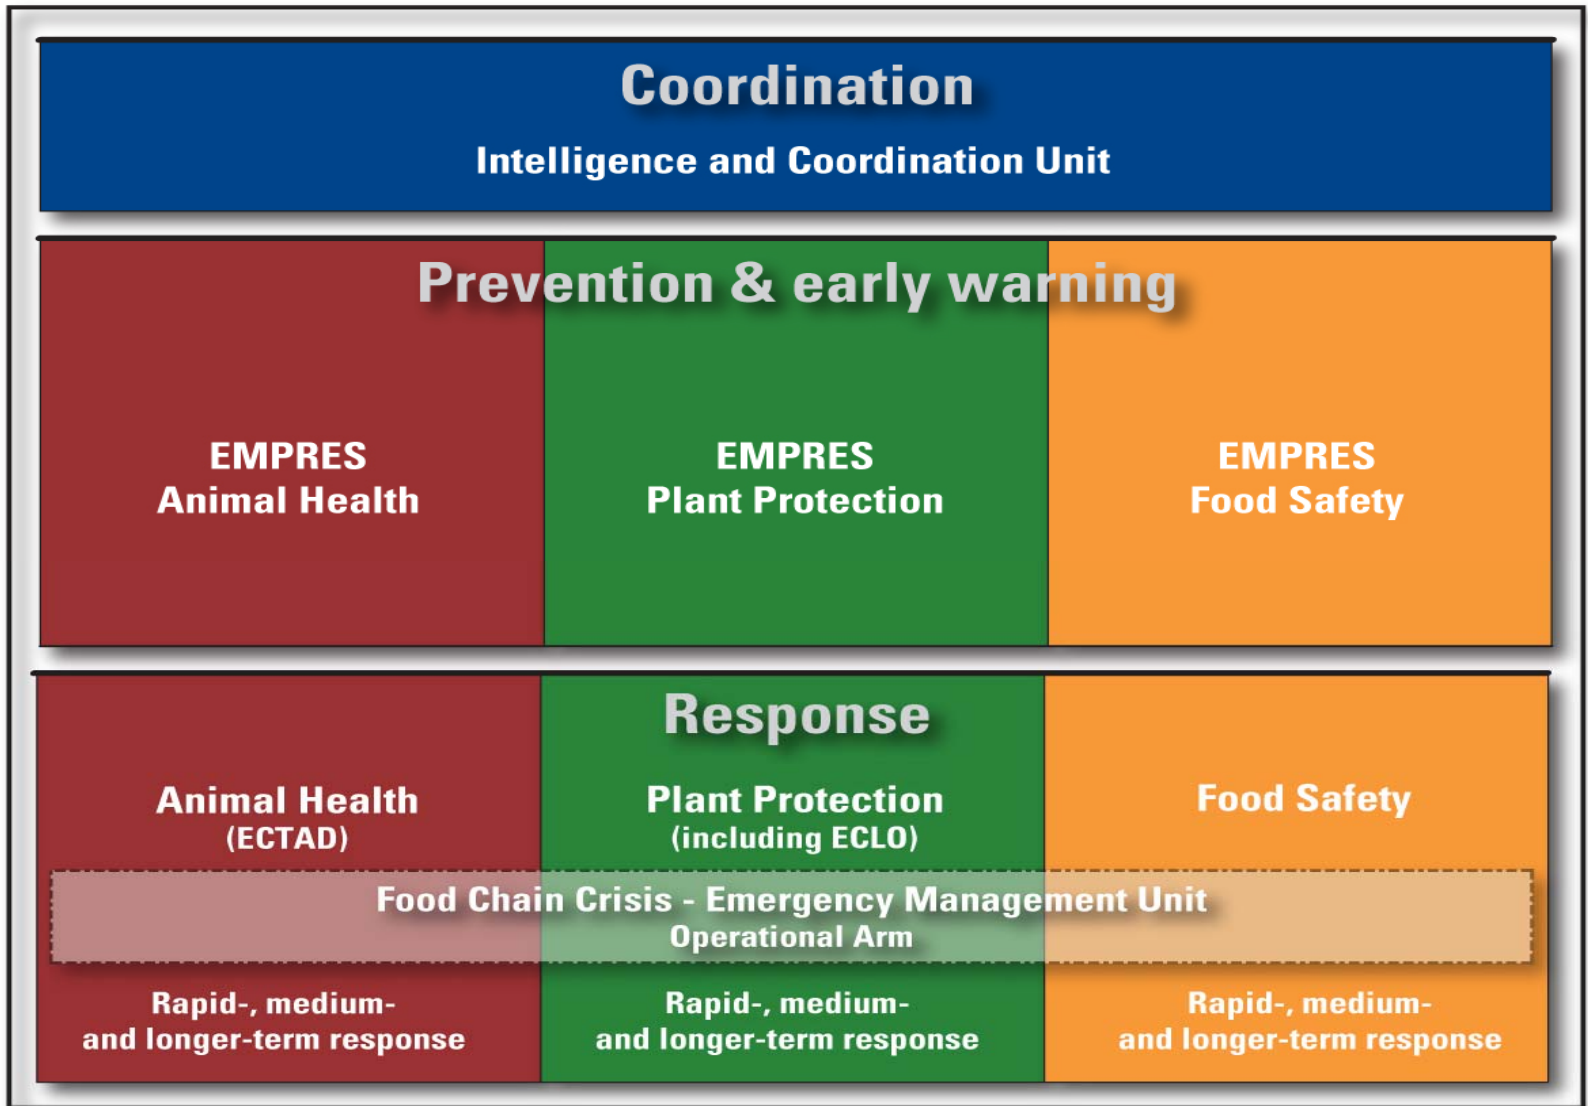 Coordination
Intelligence and Coordination Unit
Prevention & early warning
EMPRES
Animal Health
EMPRES
Plant Protection
EMPRES
Food Safety
Response
Animal Health
(ECTAD)
Plant Protection
(including ECLO)
Food Safety
Food Chain Crisis - Emergency Management Unit
Operational Arm
Rapid-, medium-
and longer-term response
Rapid-, medium-
and longer-term response
Rapid-, medium-
and longer-term response